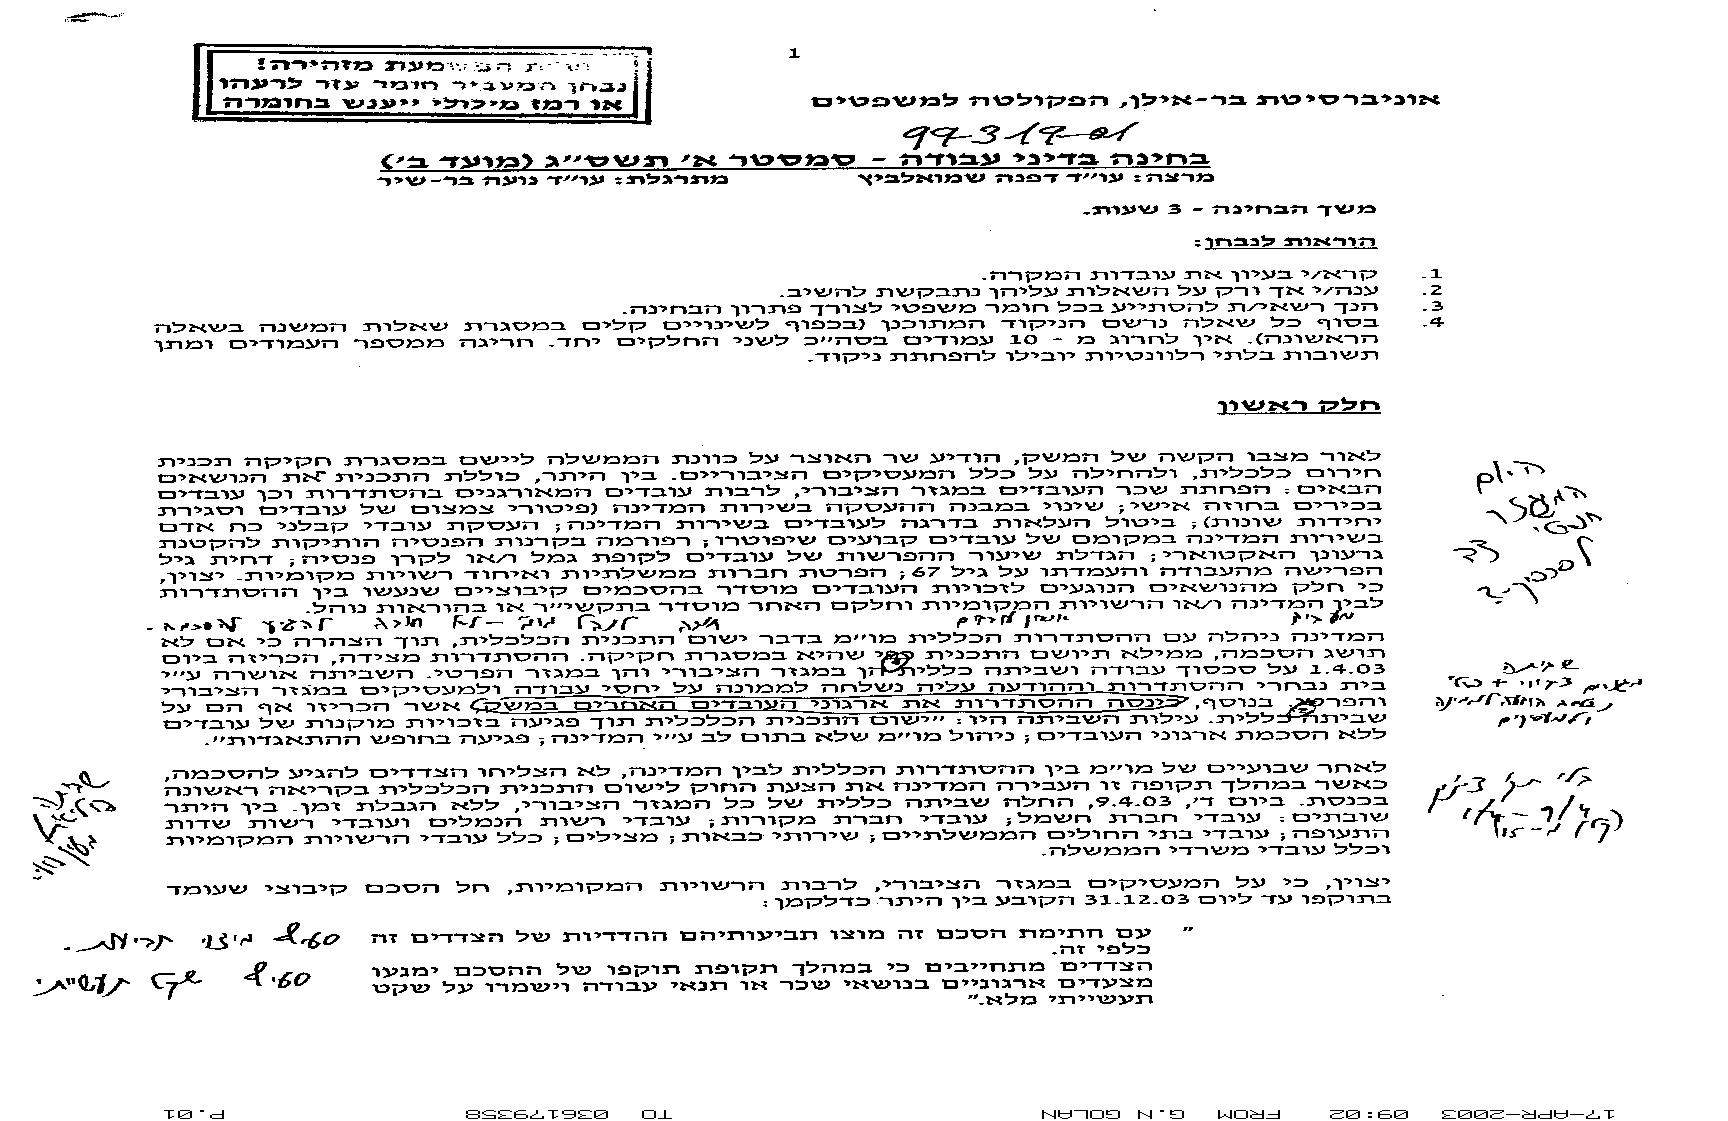 1
המשמעת מזהירה!
נבחן המעביר חומר עזר לרעהו
או רמז מילולי ייענש בחומרה
אוניברסיטת בר-אילן, הפקולטה למשפטים
99-319-01
בחינה בדיני עבודה - סמסטר א׳ תשס״ג (מועד ב׳)
מרצה: עו״ד דפנה שמואלביץ מתרגלת: עו״ד נועה בר-שיר
משך הבחינה - 3 שעות.
הוראות לנבחן:
1. קרא/י בעיון את עובדות המקרה.
2. ענה/י אך ורק על השאלות עליהן נתבקשת להשיב.
3. הנך רשאי/ת להסתייע בכל חומר משפטי לצורך פתרון הבחינה.
4. בסוף כל שאלה נרשם הניקוד המתוכנן (בכפוף לשינויים קלים במסגרת שאלות המשנה בשאלה
הראשונה). אין לחרוג מ - 10 עמודים בסה״כ לשני החלקים יחד. חריגה ממספר העמודים ומתן
תשובות בלתי רלוונטיות יובילו להפחתת ניקוד.
חלק ראשון
לאור מצבו הקשה של המשק, הודיע שר האוצר על כוונת הממשלה ליישם במסגרת חקיקה תכנית
חירום כלכלית, ולהחילה על כלל המעסיקים הציבוריים. בין היתר, כוללת התכנית את הנושאים
הבאים: הפחתת שכר העובדים במגזר הציבורי, לרבות עובדים המאורגנים בהסתדרות וכן עובדים
בכירים בחוזה אישי; שינוי במבנה ההעסקה בשירות המדינה (פיטורי צמצום של עובדים וסגירת
יחידות שונות); ביטול העלאות בדרגה לעובדים בשירות המדינה; העסקת עובדי קבלני כח אדם
בשירות המדינה במקומם של עובדים קבועים שיפוטרו; רפורמה בקרנות הפנסיה הותיקות להקטנת
גרעונן האקטוארי; הגדלת שיעור ההפרשות של עובדים לקופת גמל ו/או לקרן פנסיה; דחית גיל
הפרישה מהעבודה והעמדתו על גיל 67; הפרטת חברות ממשלתיות ואיחוד רשויות מקומיות. יצוין,
כי חלק מהנושאים הנוגעים לזכויות העובדים מוסדר בהסכמים קיבוציים שנעשו בין ההסתדרות
לבין המדינה ו/או הרשויות המקומיות וחלקם האחר מוסדר בתקשי״ר או בהוראות נוהל.
המדינה ניהלה עם ההסתדרות הכללית מו״מ בדבר ישום התכנית הכלכלית, תוך הצהרה כי אם לא
תושג הסכמה, ממילא תיושם התכנית כפי שהיא במסגרת חקיקה. ההסתדרות מצידה, הכריזה ביום
1.4.03 על סכסוך עבודה ושביתה כללית הן במגזר הציבורי והן במגזר הפרטי. השביתה אושרה ע״י
בית נבחרי ההסתדרות וההודעה עליה נשלחה לממונה על יחסי עבודה ולמעסיקים במגזר הציבורי
והפרטי. בנוסף, כינסה ההסתדרות את ארגוני העובדים האחרים במשק, אשר הכריזו אף הם על
שביתה כללית. עילות השביתה היו: ״יישום התכנית הכלכלית תוך פגיעה בזכויות מוקנות של עובדים
ללא הסכמת ארגוני העובדים; ניהול מו״מ שלא בתום לב ע״י המדינה; פגיעה בחופש ההתאגדות״.
לאחר שבועיים של מו״מ בין ההסתדרות הכללית לבין המדינה, לא הצליחו הצדדים להגיע להסכמה,
כאשר במהלך תקופה זו העבירה המדינה את הצעת החוק לישום התכנית הכלכלית בקריאה ראשונה
בכנסת. ביום ד׳, 9.4.03, החלה שביתה כללית של כל המגזר הציבורי, ללא הגבלת זמן. בין היתר
שובתים: עובדי חברת חשמל; עובדי חברת מקורות; עובדי רשות הנמלים ועובדי רשות שדות
התעופה; עובדי בתי החולים הממשלתיים; שירותי כבאות; מצילים; כלל עובדי הרשויות המקומיות
וכלל עובדי משרדי הממשלה.
יצוין, כי על המעסיקים במגזר הציבורי, לרבות הרשויות המקומיות, חל הסכם קיבוצי שעומד
בתוקפו עד ליום 31.12.03 הקובע בין היתר כדלקמן:
״ עם חתימת הסכם זה מוצו תביעותיהם ההדדיות של הצדדים זה
כלפי זה.
הצדדים מתחייבים כי במהלך תקופת תוקפו של ההסכם ימנעו
מצעדים ארגוניים בנושאי שכר או תנאי עבודה וישמרו על שקט
תעשייתי מלא.״
סעיף מיצוי תביעות.
סעיף שקט תעשייתי
17-APR-2003 09:02 FROM G.N GOLAN TO 036179358 P.01